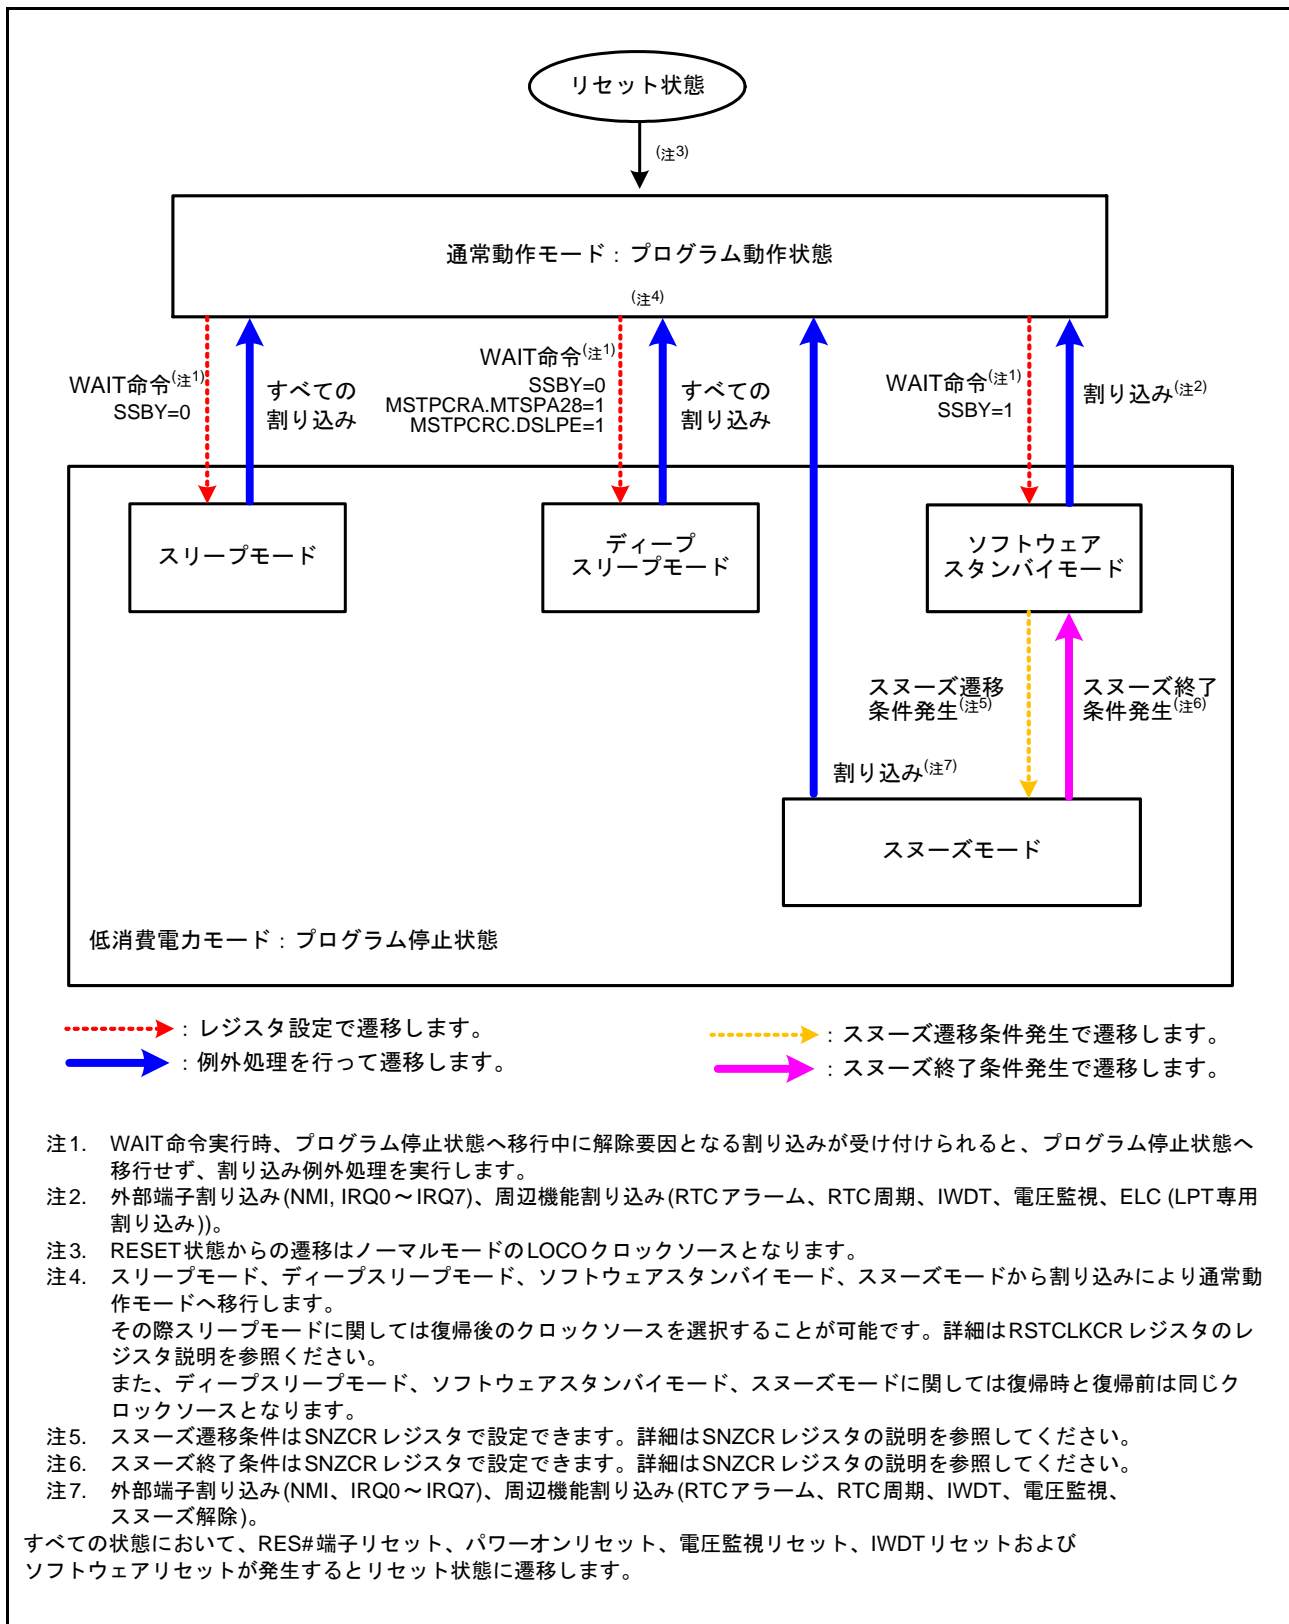 リセット状態
(注3)
通常動作モード：プログラム動作状態
(注4)
WAIT命令(注1)
SSBY=0
すべての
割り込み
WAIT命令(注1)
SSBY=0
MSTPCRA.MTSPA28=1
MSTPCRC.DSLPE=1
すべての
割り込み
WAIT命令(注1)
SSBY=1
割り込み(注2)
スリープモード
ディープ
スリープモード
ソフトウェア
スタンバイモード
スヌーズ遷移
条件発生(注5)
スヌーズ終了
条件発生(注6)
割り込み(注7)
スヌーズモード
低消費電力モード：プログラム停止状態
：レジスタ設定で遷移します。
：例外処理を行って遷移します。
：スヌーズ遷移条件発生で遷移します。
：スヌーズ終了条件発生で遷移します。
注1. WAIT命令実行時、プログラム停止状態へ移行中に解除要因となる割り込みが受け付けられると、プログラム停止状態へ
移行せず、割り込み例外処理を実行します。
注2. 外部端子割り込み(NMI, IRQ0～IRQ7)、周辺機能割り込み(RTCアラーム、RTC周期、IWDT、電圧監視、ELC (LPT専用
割り込み))。
注3. RESET状態からの遷移はノーマルモードのLOCOクロックソースとなります。
注4. スリープモード、ディープスリープモード、ソフトウェアスタンバイモード、スヌーズモードから割り込みにより通常動
作モードへ移行します。
その際スリープモードに関しては復帰後のクロックソースを選択することが可能です。詳細はRSTCLKCRレジスタのレ
ジスタ説明を参照ください。
また、ディープスリープモード、ソフトウェアスタンバイモード、スヌーズモードに関しては復帰時と復帰前は同じク
ロックソースとなります。
注5. スヌーズ遷移条件はSNZCRレジスタで設定できます。詳細はSNZCRレジスタの説明を参照してください。
注6. スヌーズ終了条件はSNZCRレジスタで設定できます。詳細はSNZCRレジスタの説明を参照してください。
注7. 外部端子割り込み(NMI、IRQ0～IRQ7)、周辺機能割り込み(RTCアラーム、RTC周期、IWDT、電圧監視、
スヌーズ解除)。
すべての状態において、RES#端子リセット、パワーオンリセット、電圧監視リセット、IWDTリセットおよび
ソフトウェアリセットが発生するとリセット状態に遷移します。